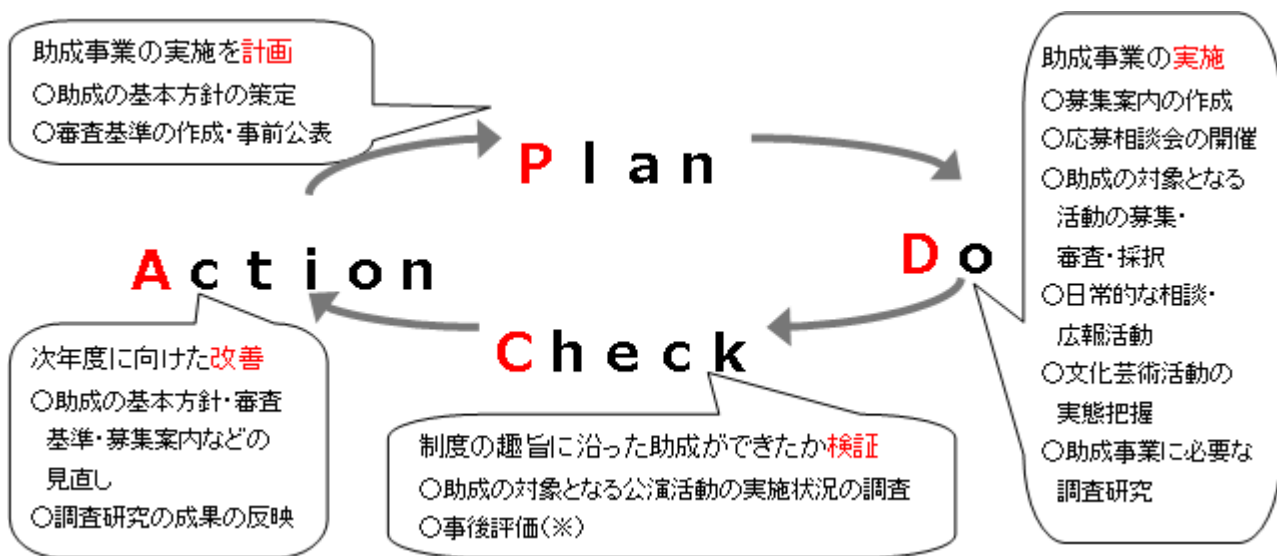 助成事業の実施を計画
○助成の基本方針の策定
○審査基準の作成・事前公表
Plan
助成事業の実施
○募集案内の作成
○応募相談会の開催
○助成の対象となる
活動の募集・
審査・採択
○日常的な相談・
広報活動
○文化芸術活動の
実態把握
○助成事業に必要な
調査研究
Do
Check
制度の趣旨に沿った助成ができたか検証
○助成の対象となる公演活動の実施状況の調査
○事後評価(※)
Action
次年度に向けた改善
○助成の基本方針・審査
基準・募集案内などの
見直し
○調査研究の成果の反映